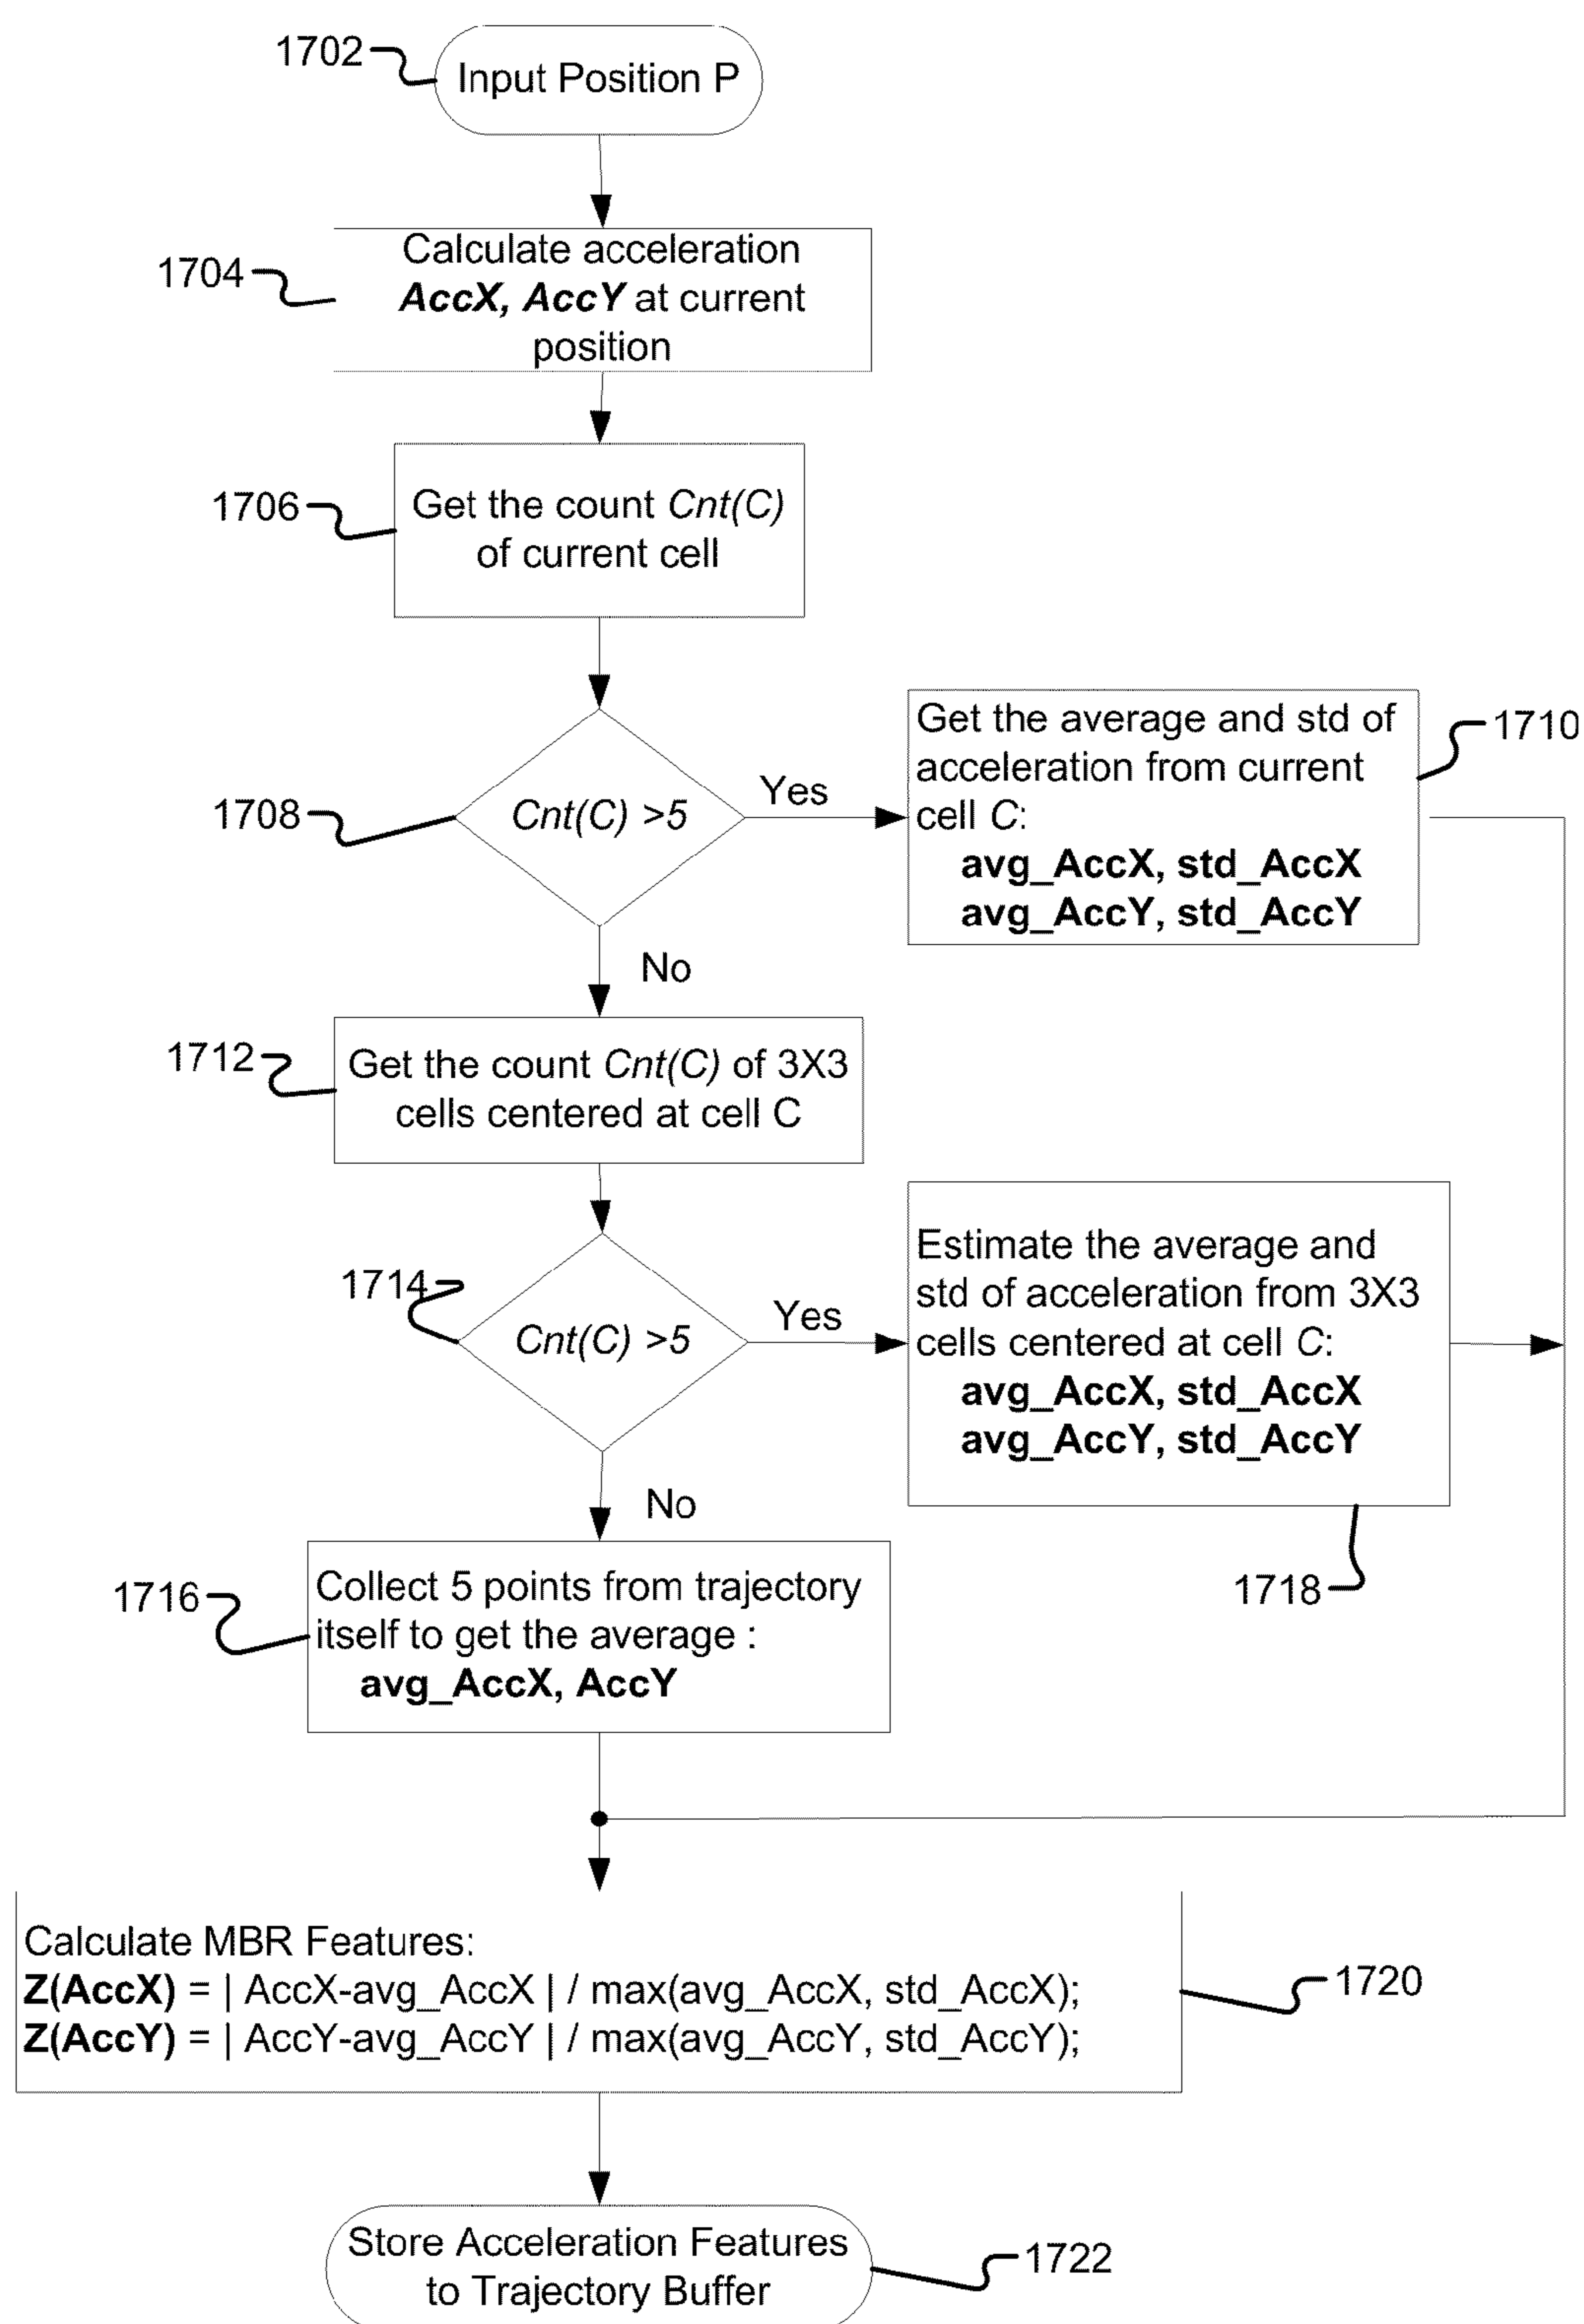 1702
Input Position P
1704
Calculate acceleration
AccX, AccY at current
position
1706
Get the count Cnt(C)
of current cell
1708
Cnt(C) >5
Yes
Get the average and std of
acceleration from current
cell C:
avg_AccX, std_AccX
avg_AccY, std_AccY
1710
No
1712
Get the count Cnt(C) of 3X3
cells centered at cell C
1714
Cnt(C) >5
Yes
Estimate the average and
std of acceleration from 3X3
cells centered at cell C:
avg_AccX, std_AccX
avg_AccY, std_AccY
1718
No
1716
Collect 5 points from trajectory
itself to get the average :
avg_AccX, AccY
Calculate MBR Features:
Z(AccX) = | AccX-avg_AccX | / max(avg_AccX, std_AccX);
Z(AccY) = | AccY-avg_AccY | / max(avg_AccY, std_AccY);
1720
Store Acceleration Features
to Trajectory Buffer
1722